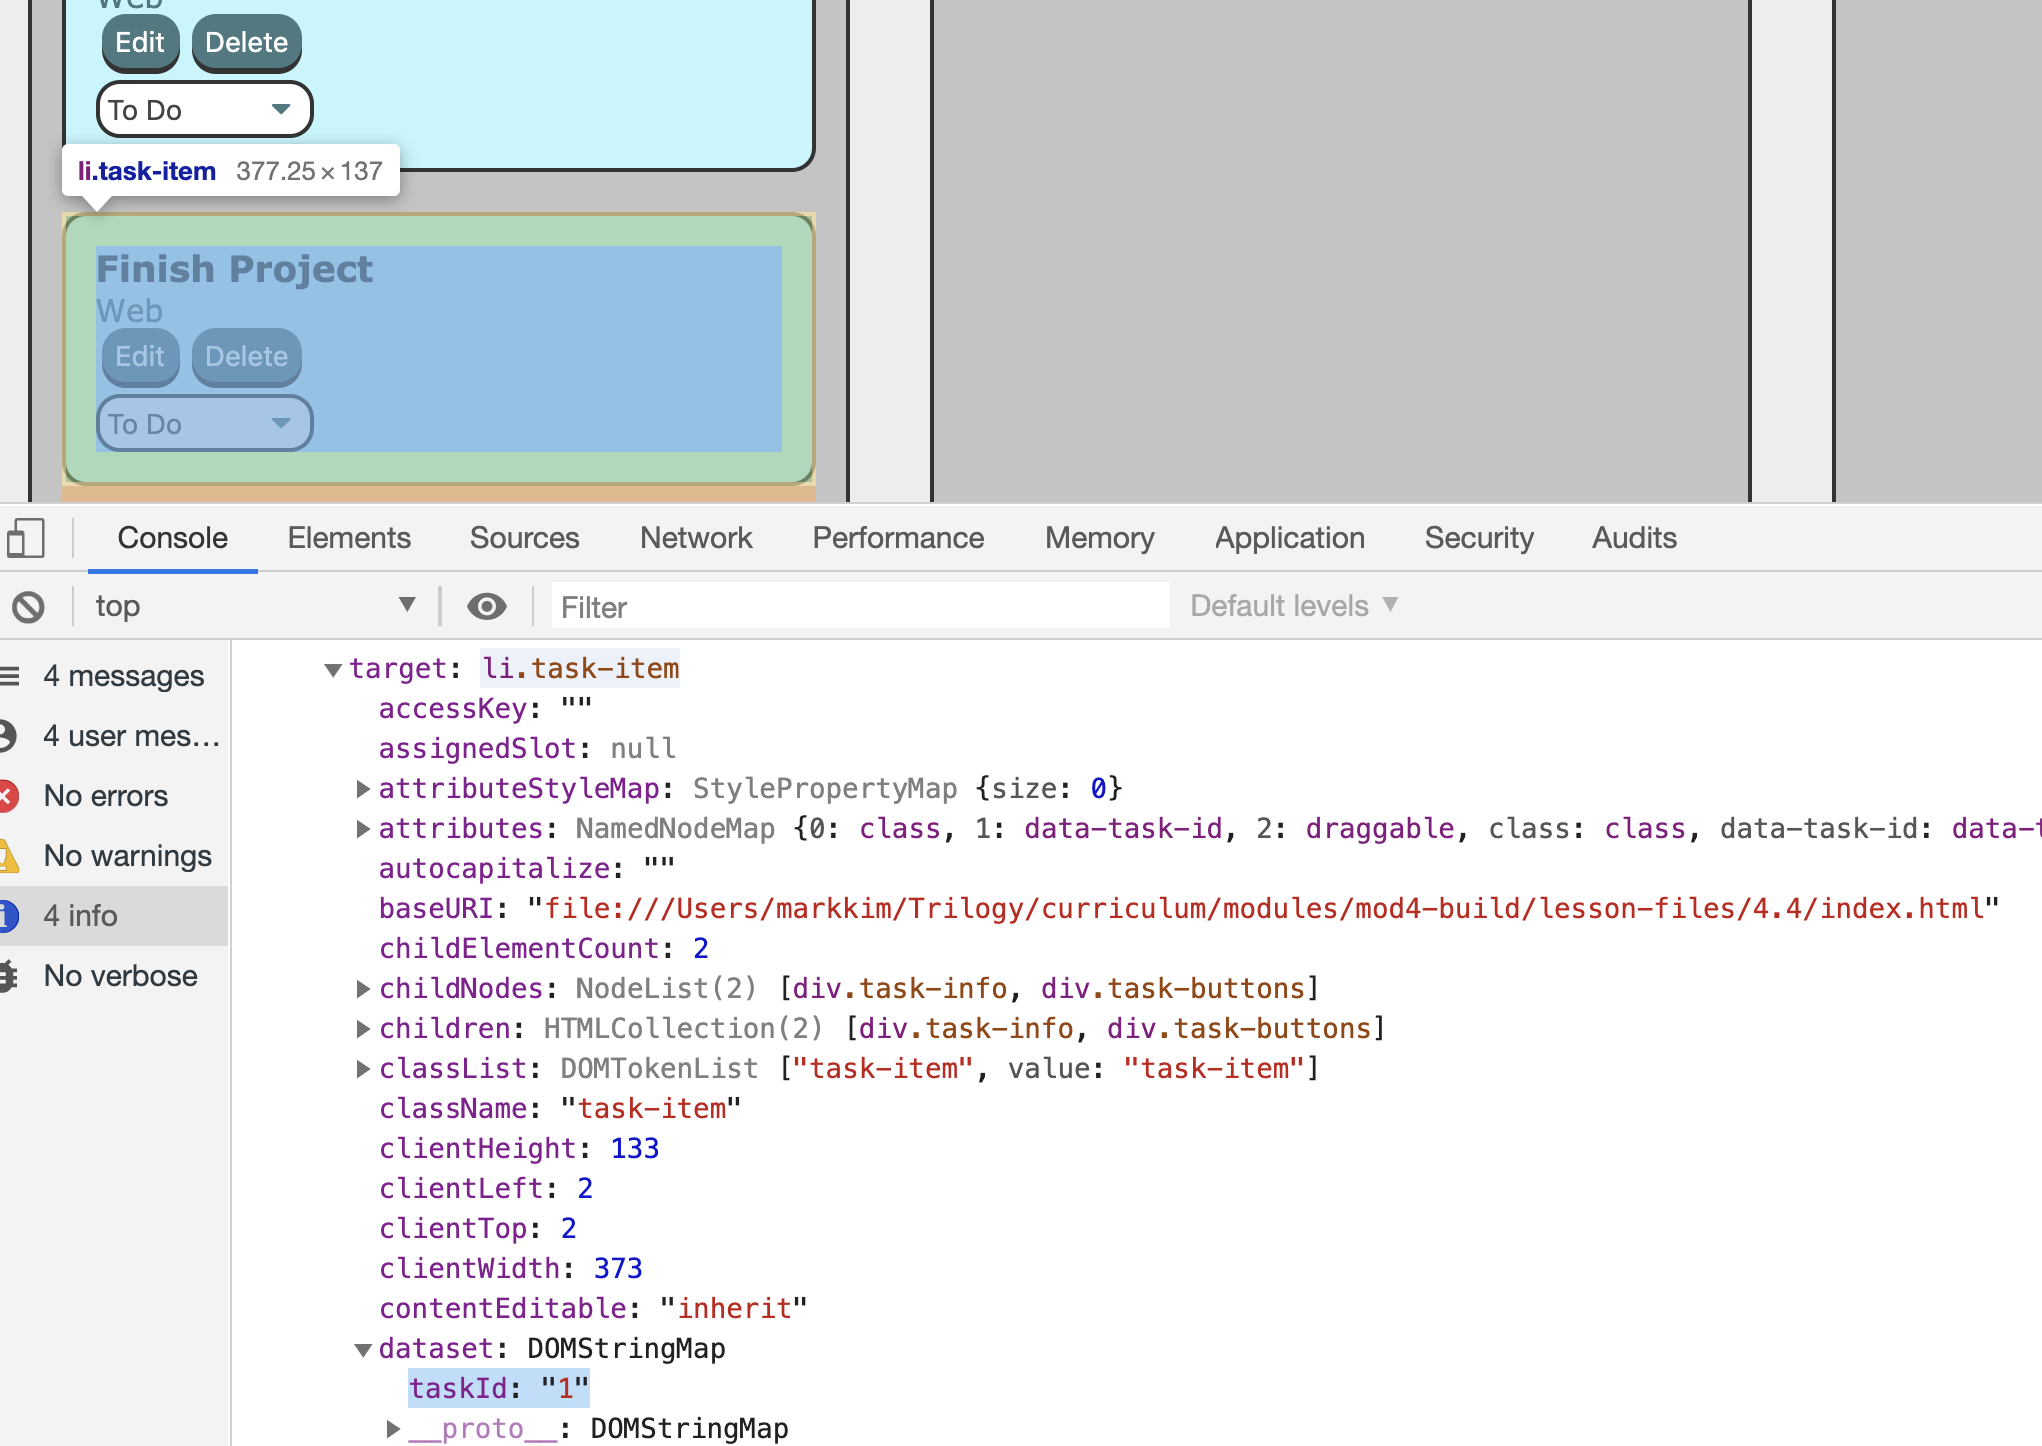 Web
Edit Delete
To Do
li.task-item 377.25×137
Finish Project
Web
Edit Delete
To Do
Console Elements Sources Network Performance Memory Application Security Audits
top Filter Default levels
4 messages
4 user mes…
No errors
No warnings
4 info
No verbose
target: li.task-item
accessKey: ""
assignedSlot: null
attributeStyleMap: StylePropertyMap {size: 0}
attributes: NamedNodeMap {0: class, 1: data-task-id, 2: draggable, class: class, data-task-id: data-t
autocapitalize: ""
baseURI: "file:///Users/markkim/Trilogy/curriculum/modules/mod4-build/lesson-files/4.4/index.html"
childElementCount: 2
childNodes: NodeList(2) [div.task-info, div.task-buttons]
children: HTMLCollection(2) [div.task-info, div.task-buttons]
classList: DOMTokenList ["task-item", value: "task-item"]
className: "task-item"
clientHeight: 133
clientLeft: 2
clientTop: 2
clientWidth: 373
contentEditable: "inherit"
dataset: DOMStringMap
taskId: "1"
__proto__: DOMStringMap